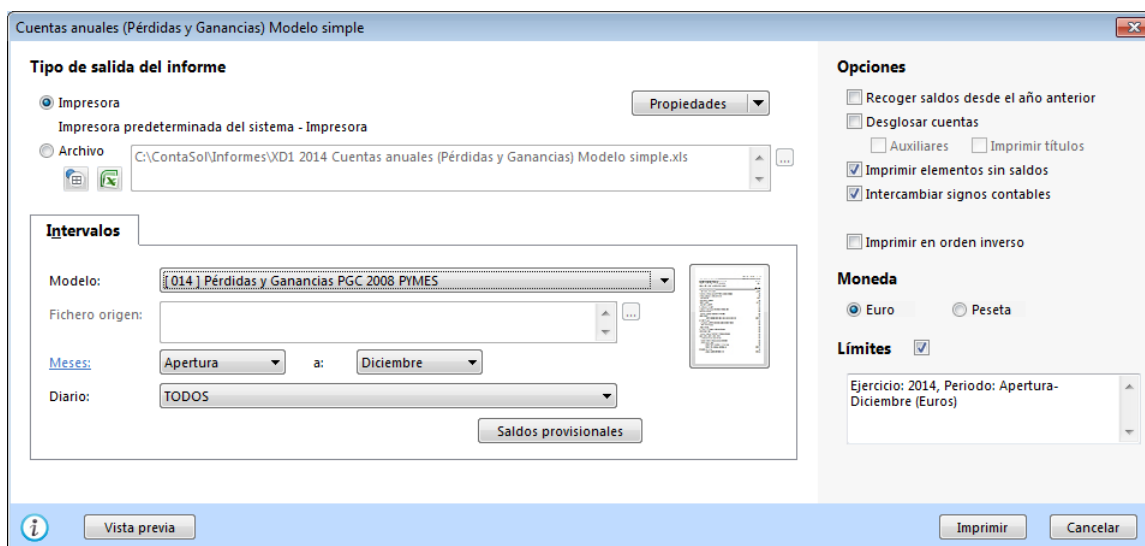 Cuentas anuales (Pérdidas y Ganancias) Modelo simple
Tipo de salida del informe
Impresora
Propiedades
Impresora predeterminada del sistema - Impresora
Archivo
C:\ContaSol\Informes\XD1 2014 Cuentas anuales (Pérdidas y Ganancias) Modelo simple.xls
...
Intervalos
Modelo:
[ 014 ] Pérdidas y Ganancias PGC 2008 PYMES
Fichero origen:
...
Meses:
Apertura
a:
Diciembre
Diario:
TODOS
Saldos provisionales
Opciones
Recoger saldos desde el año anterior
Desglosar cuentas
Auxiliares
Imprimir títulos
Imprimir elementos sin saldos
Intercambiar signos contables
Imprimir en orden inverso
Moneda
Euro
Peseta
Límites
Ejercicio: 2014, Periodo: Apertura-
Diciembre (Euros)
Vista previa
Imprimir
Cancelar